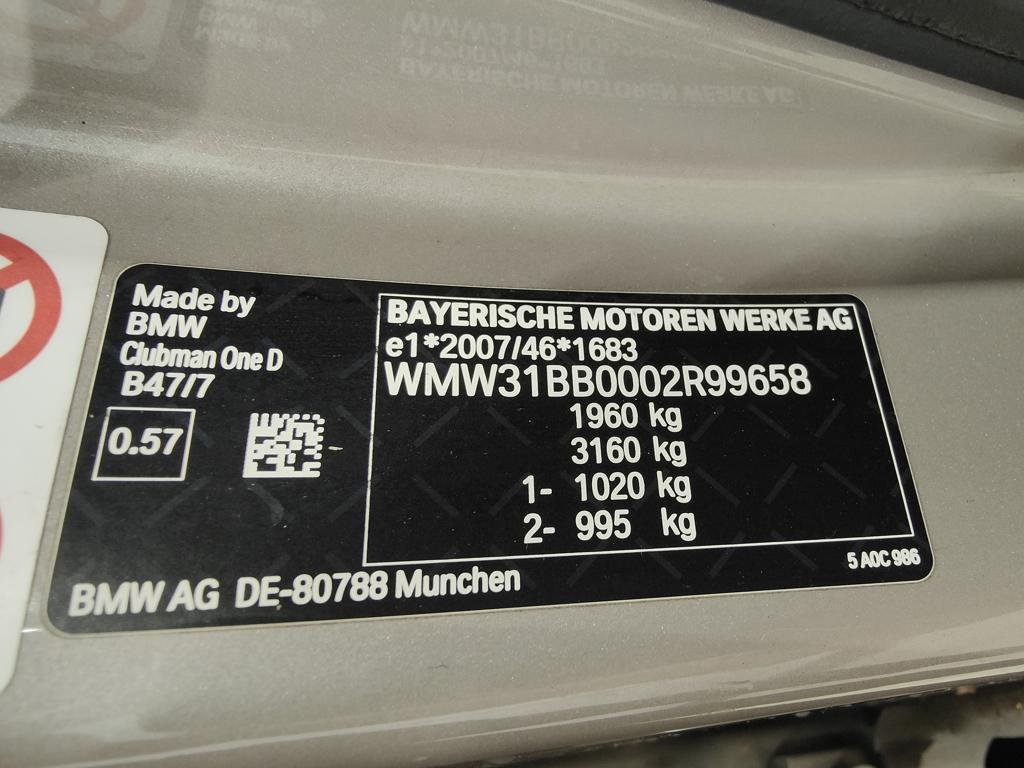 Made by
BMW
Clubman One D
B47/7
0.57
BAYERISCHE MOTOREN WERKE AG
e1*2007/46*1683
WMW31BB0002R99658
1960 kg
3160 kg
1- 1020 kg
2- 995 kg
5 A0C 986
BMW AG DE-80788 Munchen